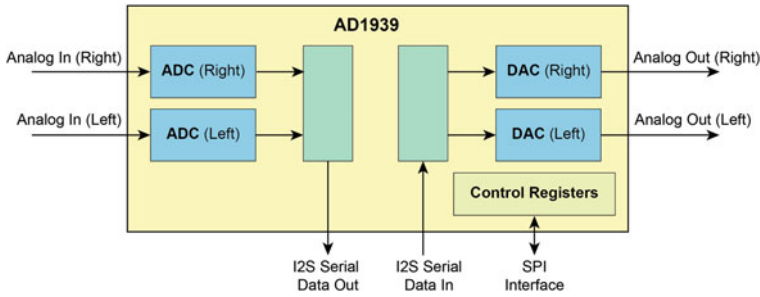 AD1939
Analog In (Right)
ADC (Right)
DAC (Right)
Analog Out (Right)
Analog In (Left)
ADC (Left)
DAC (Left)
Analog Out (Left)
Control Registers
I2S Serial
Data Out
I2S Serial
Data In
SPI
Interface